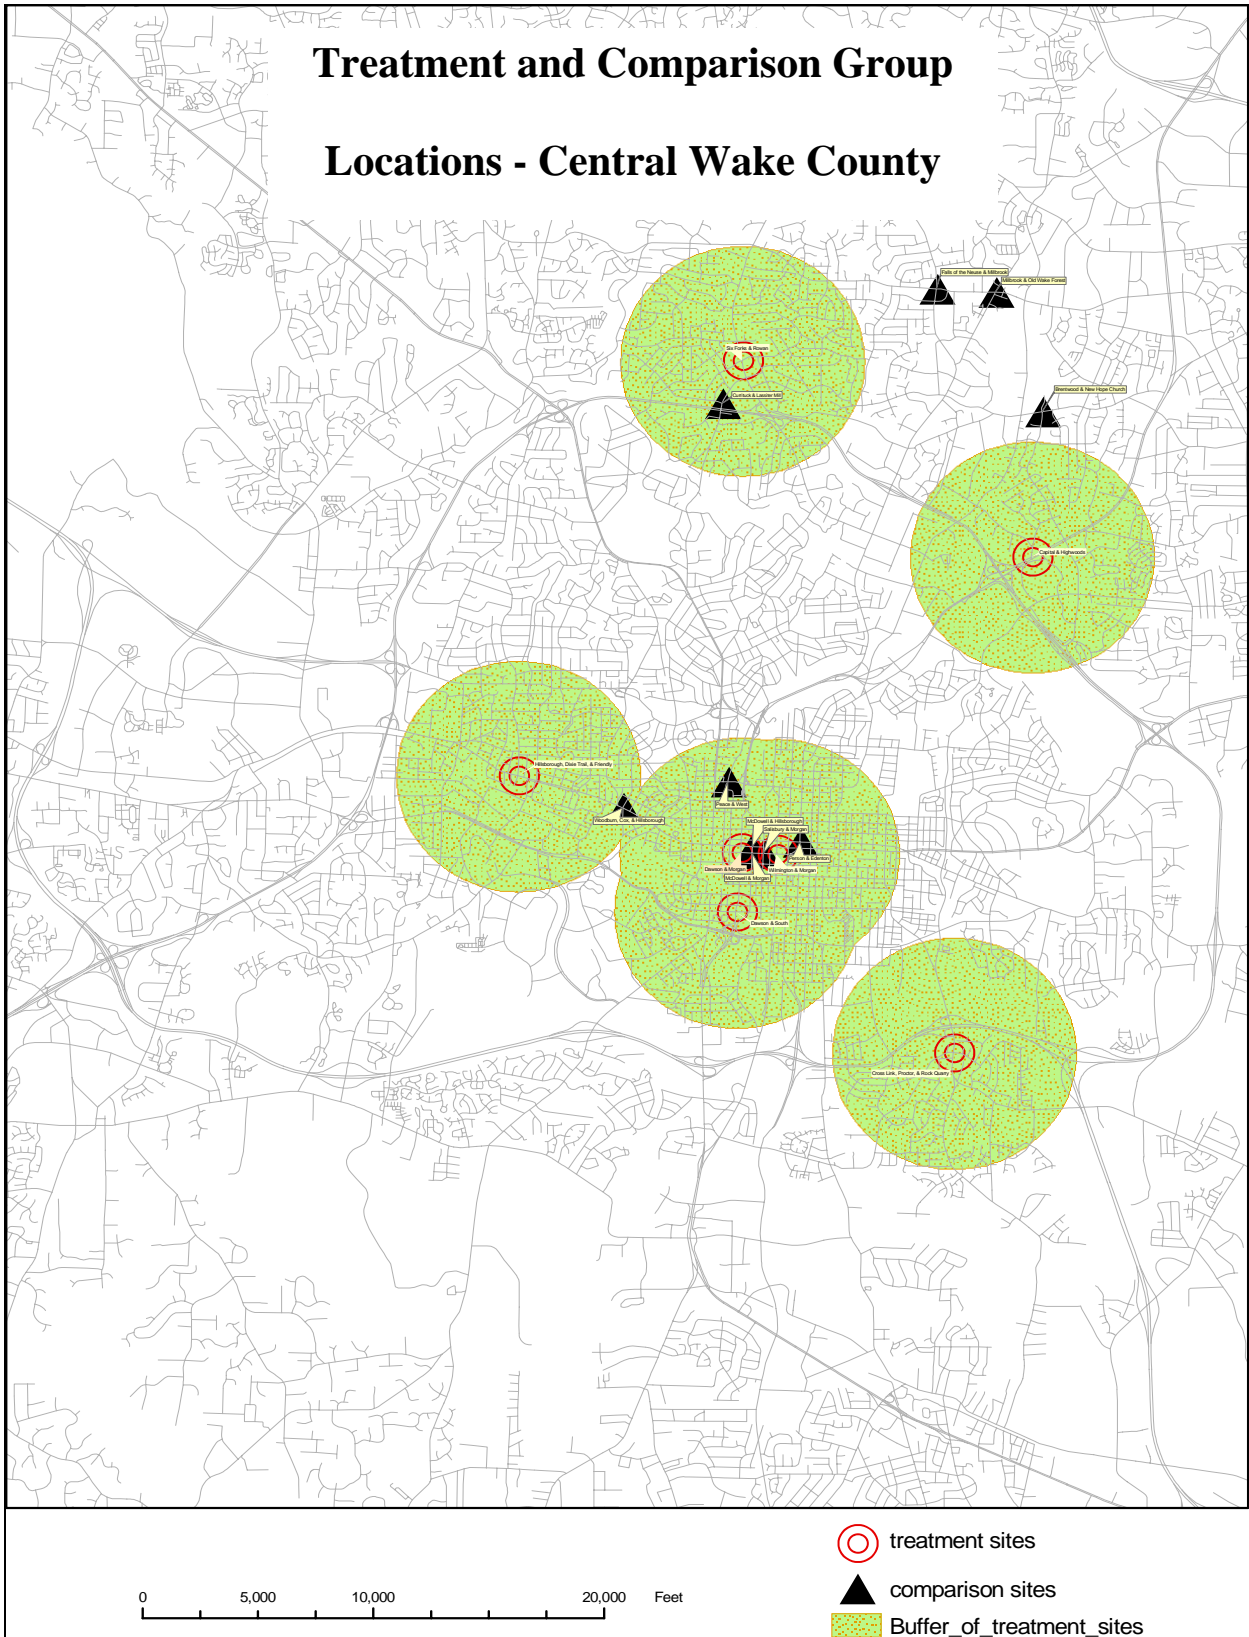 Treatment and Comparison Group
Locations - Central Wake County
Falls of the Neuse & Millbrook
Millbrook & Old Wake Forest
Six Forks & Rowan
Brentwood & New Hope Church
Currituck & Lassiter Mill
Capital & Highwoods
Hillsborough, Dixie Trail, & Friendly
Peace & West
Woodburn, Cox, & Hillsborough
McDowell & Hillsborough
Salisbury & Morgan
Person & Edenton
Dawson & Morgan
Wilmington & Morgan
McDowell & Morgan
Dawson & South
Cross Link, Proctor, & Rock Quarry
treatment sites
comparison sites
Buffer_of_treatment_sites
0 5,000 10,000 20,000 Feet